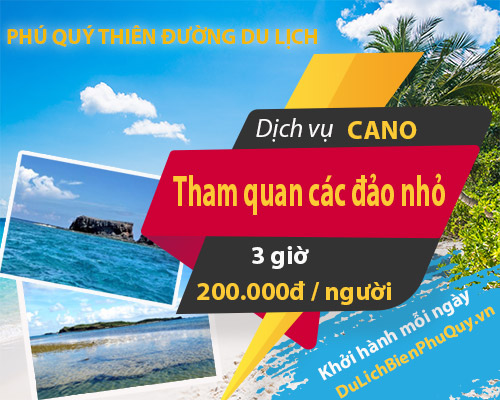 PHÚ QUÝ THIÊN ĐƯỜNG DU LỊCH
Dịch vụ CANO
Tham quan các đảo nhỏ
3 giờ
200.000đ / người
Khởi hành mỗi ngày
DuLichBienPhuQuy.vn